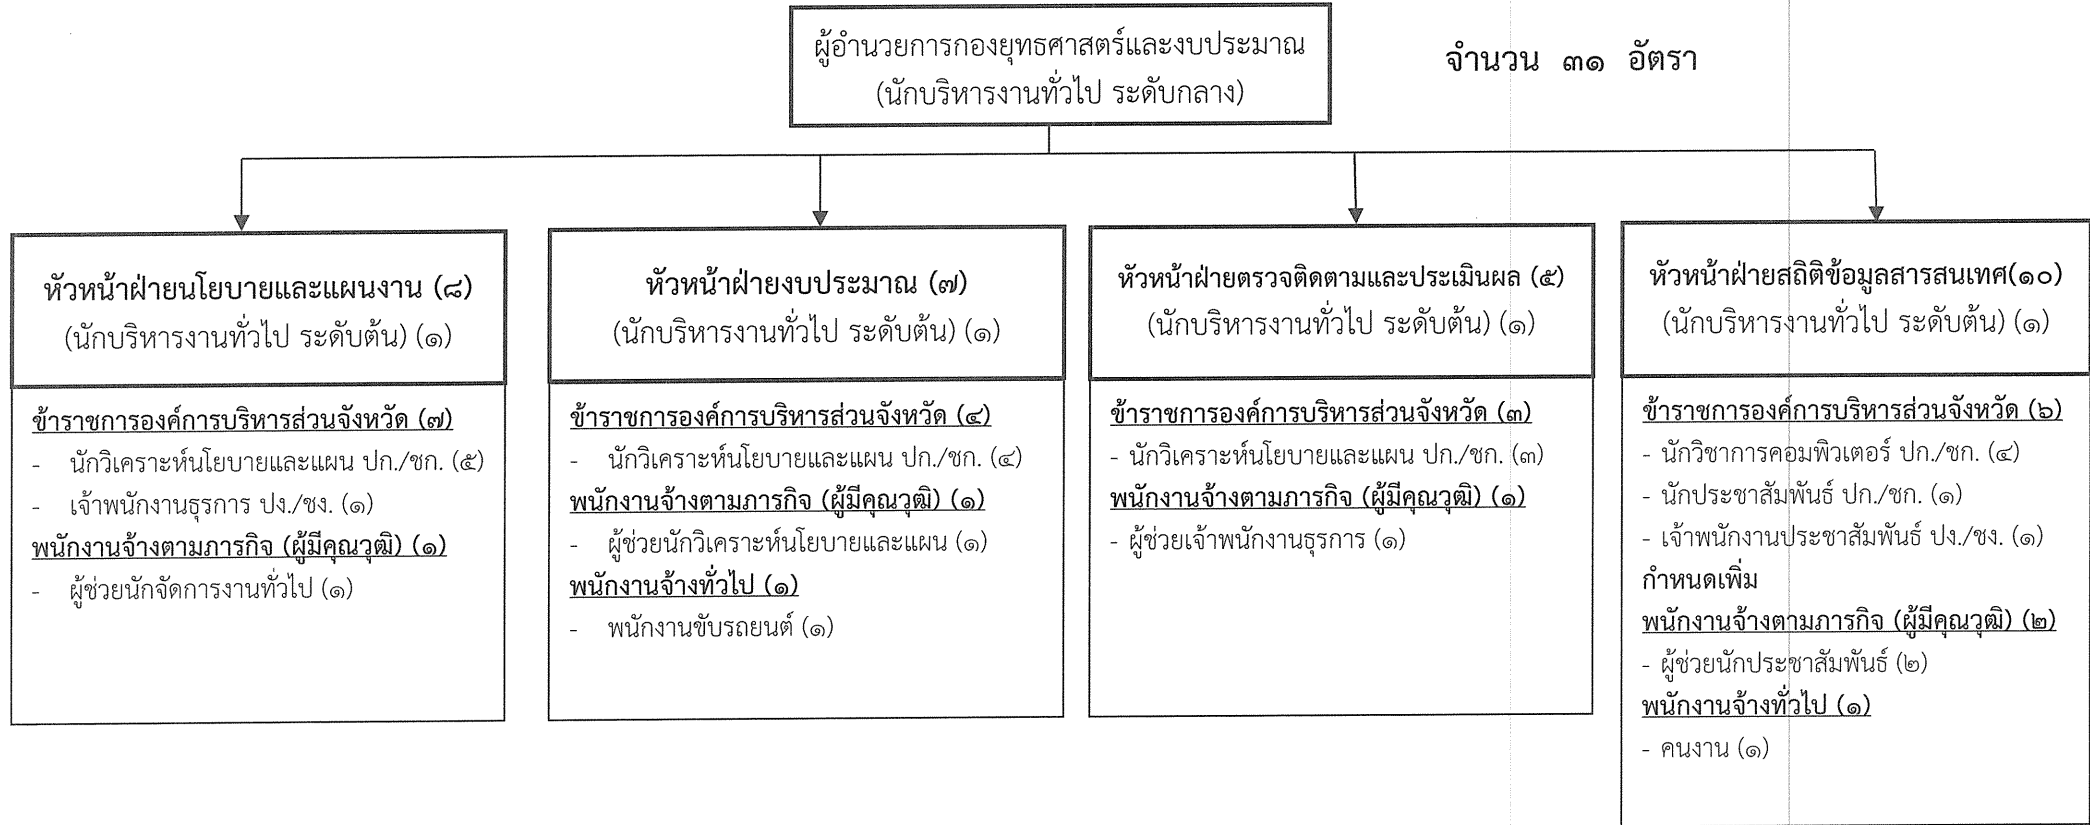 ผู้อำนวยการกองยุทธศาสตร์และงบประมาณ
(นักบริหารงานทั่วไป ระดับกลาง)
จำนวน ๓๑ อัตรา
หัวหน้าฝ่ายนโยบายและแผนงาน (๘)
(นักบริหารงานทั่วไป ระดับต้น) (๑)
ข้าราชการองค์การบริหารส่วนจังหวัด (๗)
- นักวิเคราะห์นโยบายและแผน ปก./ชก. (๕)
- เจ้าพนักงานธุรการ ปง./ชง. (๑)
พนักงานจ้างตามภารกิจ (ผู้มีคุณวุฒิ) (๑)
- ผู้ช่วยนักจัดการงานทั่วไป (๑)
หัวหน้าฝ่ายงบประมาณ (๗)
(นักบริหารงานทั่วไป ระดับต้น) (๑)
ข้าราชการองค์การบริหารส่วนจังหวัด (๔)
- นักวิเคราะห์นโยบายและแผน ปก./ชก. (๔)
พนักงานจ้างตามภารกิจ (ผู้มีคุณวุฒิ) (๑)
- ผู้ช่วยนักวิเคราะห์นโยบายและแผน (๑)
พนักงานจ้างทั่วไป (๑)
- พนักงานขับรถยนต์ (๑)
หัวหน้าฝ่ายตรวจติดตามและประเมินผล (๕)
(นักบริหารงานทั่วไป ระดับต้น) (๑)
ข้าราชการองค์การบริหารส่วนจังหวัด (๓)
- นักวิเคราะห์นโยบายและแผน ปก./ชก. (๓)
พนักงานจ้างตามภารกิจ (ผู้มีคุณวุฒิ) (๑)
- ผู้ช่วยเจ้าพนักงานธุรการ (๑)
หัวหน้าฝ่ายสถิติข้อมูลสารสนเทศ(๑๐)
(นักบริหารงานทั่วไป ระดับต้น) (๑)
ข้าราชการองค์การบริหารส่วนจังหวัด (๖)
- นักวิชาการคอมพิวเตอร์ ปก./ชก. (๔)
- นักประชาสัมพันธ์ ปก./ชก. (๑)
- เจ้าพนักงานประชาสัมพันธ์ ปง./ชง. (๑)
กำหนดเพิ่ม
พนักงานจ้างตามภารกิจ (ผู้มีคุณวุฒิ) (๒)
- ผู้ช่วยนักประชาสัมพันธ์ (๒)
พนักงานจ้างทั่วไป (๑)
- คนงาน (๑)